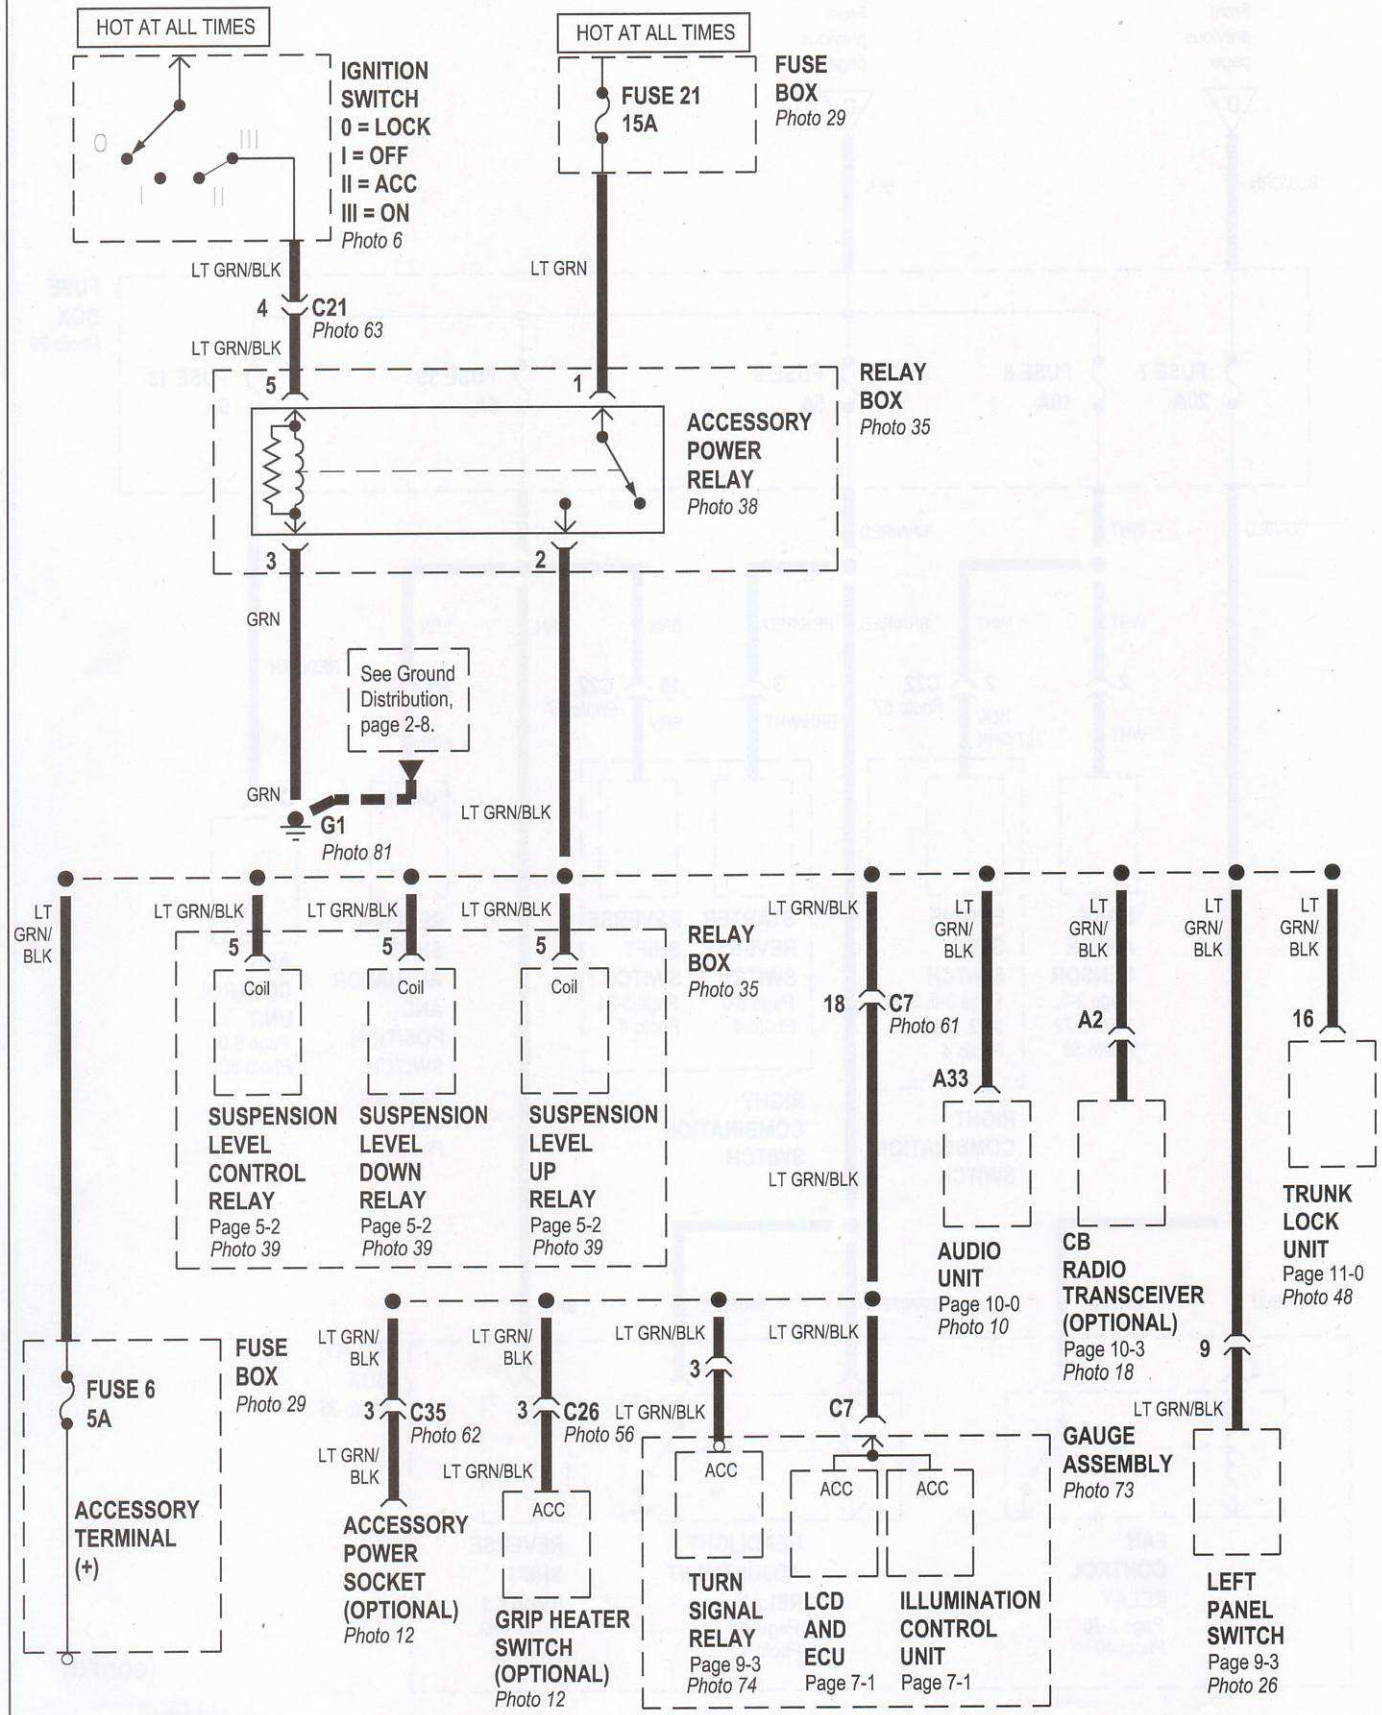 HOT AT ALL TIMES
IGNITION
SWITCH
0 = LOCK
I = OFF
II = ACC
III = ON
Photo 6
0
I
II
III
HOT AT ALL TIMES
FUSE 21
15A
FUSE
BOX
Photo 29
LT GRN/BLK
4
C21
Photo 63
LT GRN/BLK
LT GRN
5
1
RELAY
BOX
Photo 35
ACCESSORY
POWER
RELAY
Photo 38
3
2
GRN
See Ground
Distribution,
page 2-8.
GRN
G1
Photo 81
LT GRN/BLK
LT
GRN/
BLK
LT GRN/BLK
LT GRN/BLK
LT GRN/BLK
LT GRN/BLK
LT
GRN/
BLK
LT
GRN/
BLK
LT
GRN/
BLK
LT
GRN/
BLK
5
5
5
Coil
Coil
Coil
RELAY
BOX
Photo 35
SUSPENSION
LEVEL
CONTROL
RELAY
Page 5-2
Photo 39
SUSPENSION
LEVEL
DOWN
RELAY
Page 5-2
Photo 39
SUSPENSION
LEVEL
UP
RELAY
Page 5-2
Photo 39
18
C7
Photo 61
LT GRN/BLK
A33
AUDIO
UNIT
Page 10-0
Photo 10
A2
CB
RADIO
TRANSCEIVER
(OPTIONAL)
Page 10-3
Photo 18
16
TRUNK
LOCK
UNIT
Page 11-0
Photo 48
FUSE 6
5A
FUSE
BOX
Photo 29
ACCESSORY
TERMINAL
(+)
LT GRN/
BLK
3
C35
Photo 62
LT GRN/
BLK
ACCESSORY
POWER
SOCKET
(OPTIONAL)
Photo 12
LT GRN/
BLK
3
C26
Photo 56
LT GRN/BLK
ACC
GRIP HEATER
SWITCH
(OPTIONAL)
Photo 12
LT GRN/BLK
3
LT GRN/BLK
ACC
TURN
SIGNAL
RELAY
Page 9-3
Photo 74
LT GRN/BLK
C7
ACC
LCD
AND
ECU
Page 7-1
ACC
ILLUMINATION
CONTROL
UNIT
Page 7-1
GAUGE
ASSEMBLY
Photo 73
9
LT GRN/BLK
LEFT
PANEL
SWITCH
Page 9-3
Photo 26